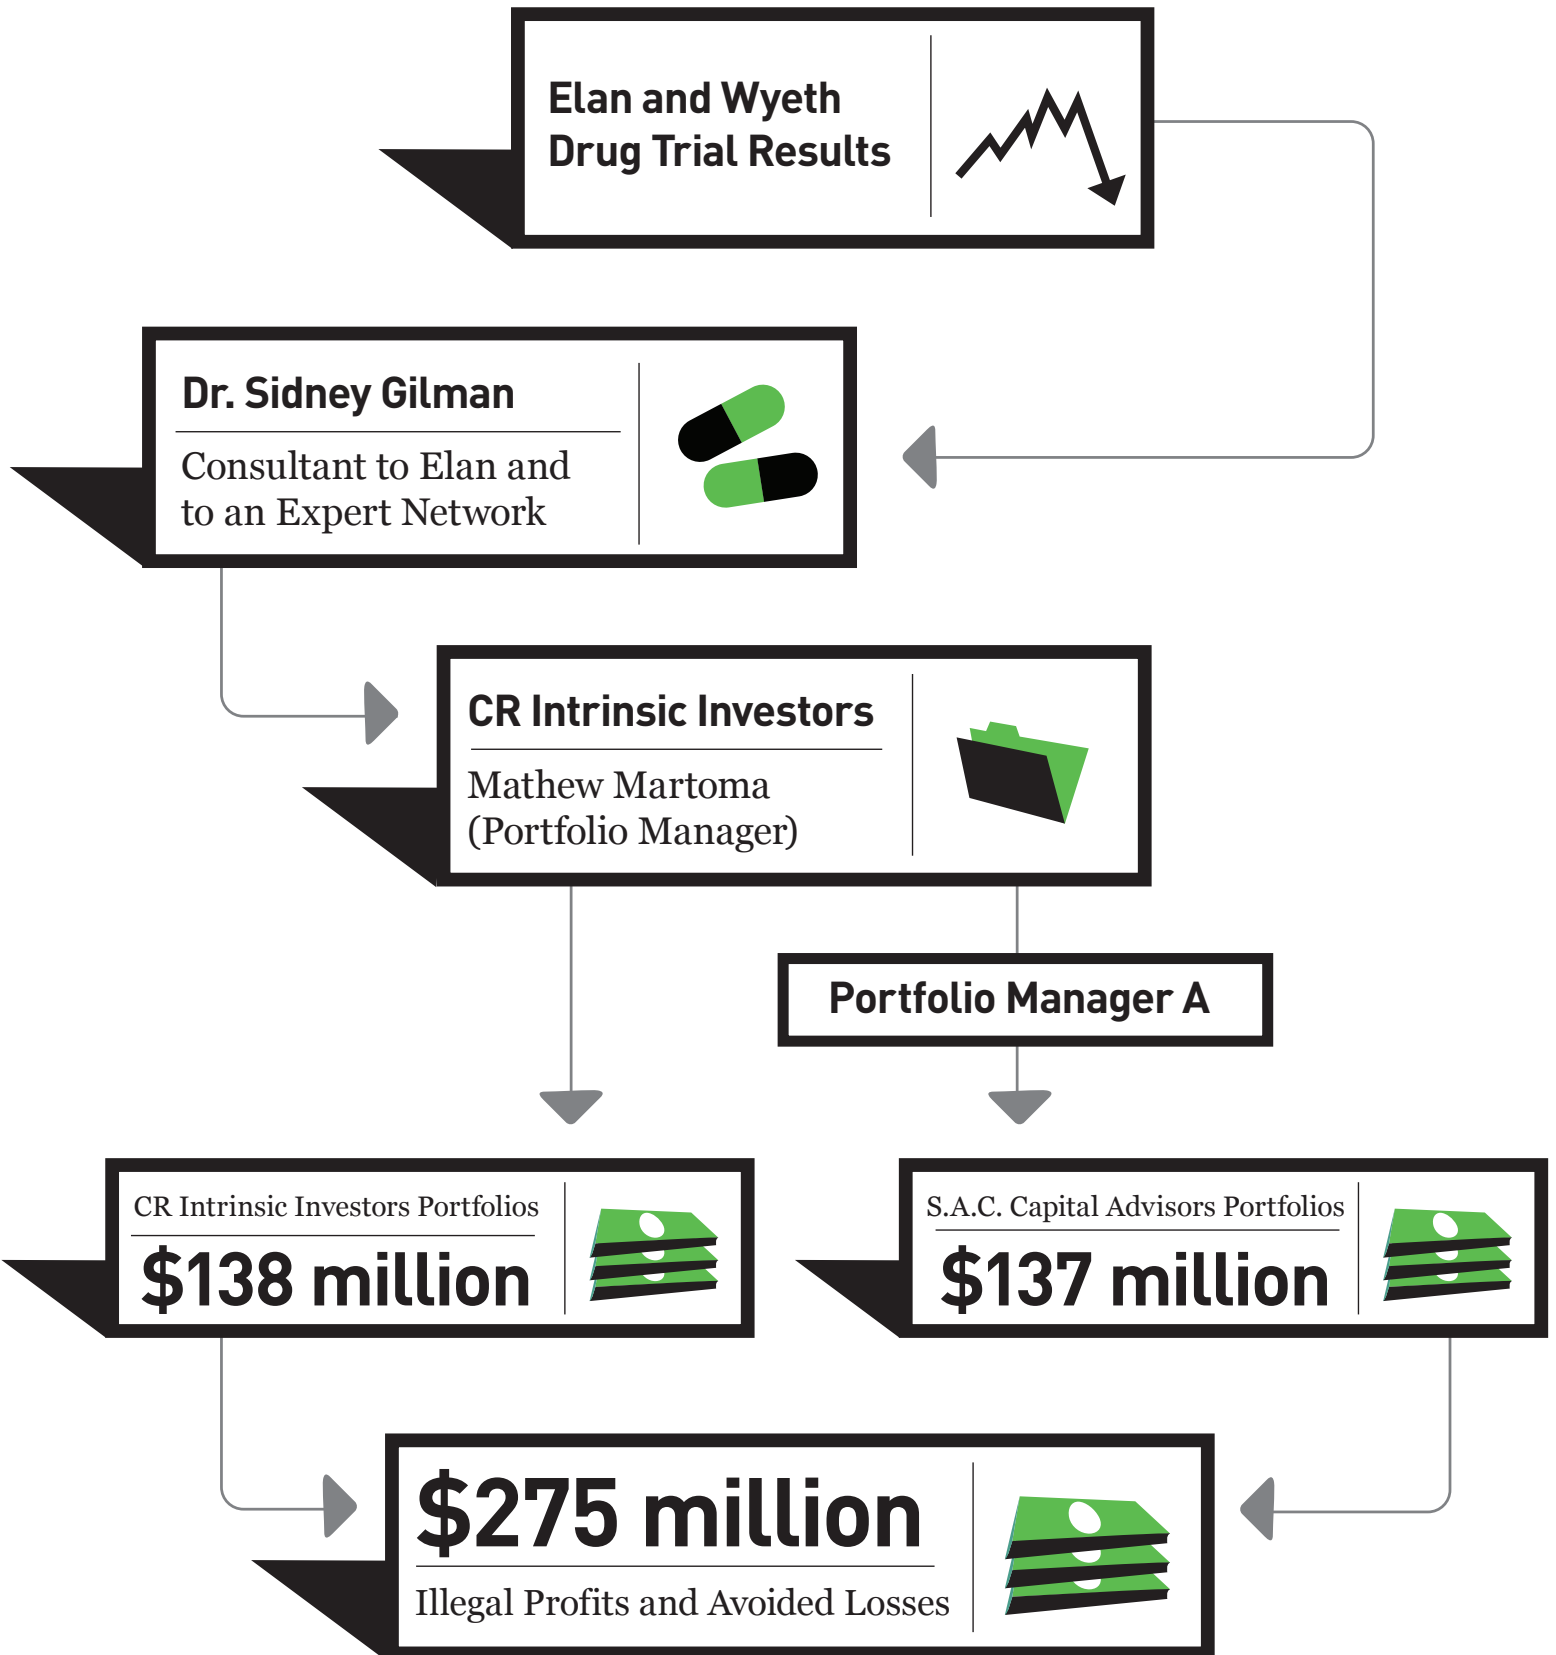 Elan and Wyeth
Drug Trial Results
Dr. Sidney Gilman
Consultant to Elan and
to an Expert Network
CR Intrinsic Investors
Mathew Martoma
(Portfolio Manager)
Portfolio Manager A
CR Intrinsic Investors Portfolios
$138 million
S.A.C. Capital Advisors Portfolios
$137 million
$275 million
Illegal Profits and Avoided Losses